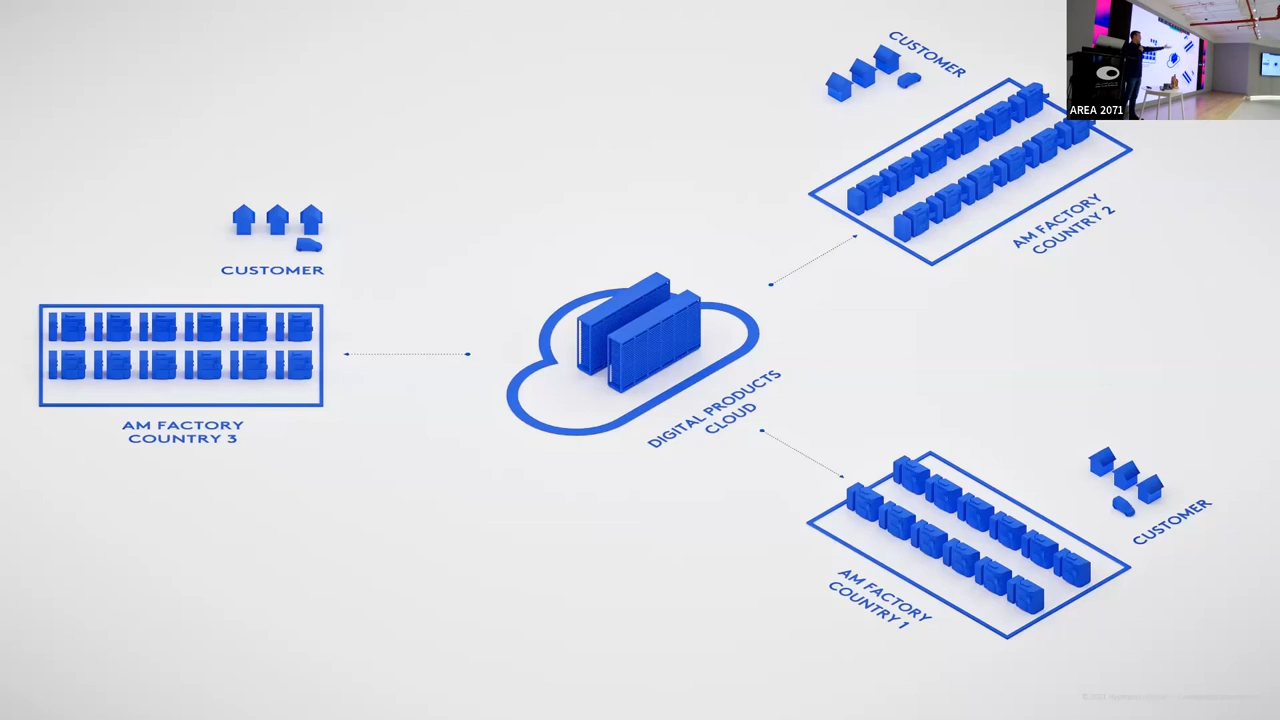 CUSTOMER
AREA 2071
AM FACTORY
COUNTRY 2
CUSTOMER
AM FACTORY
COUNTRY 3
DIGITAL PRODUCTS
CLOUD
CUSTOMER
AM FACTORY
COUNTRY 1